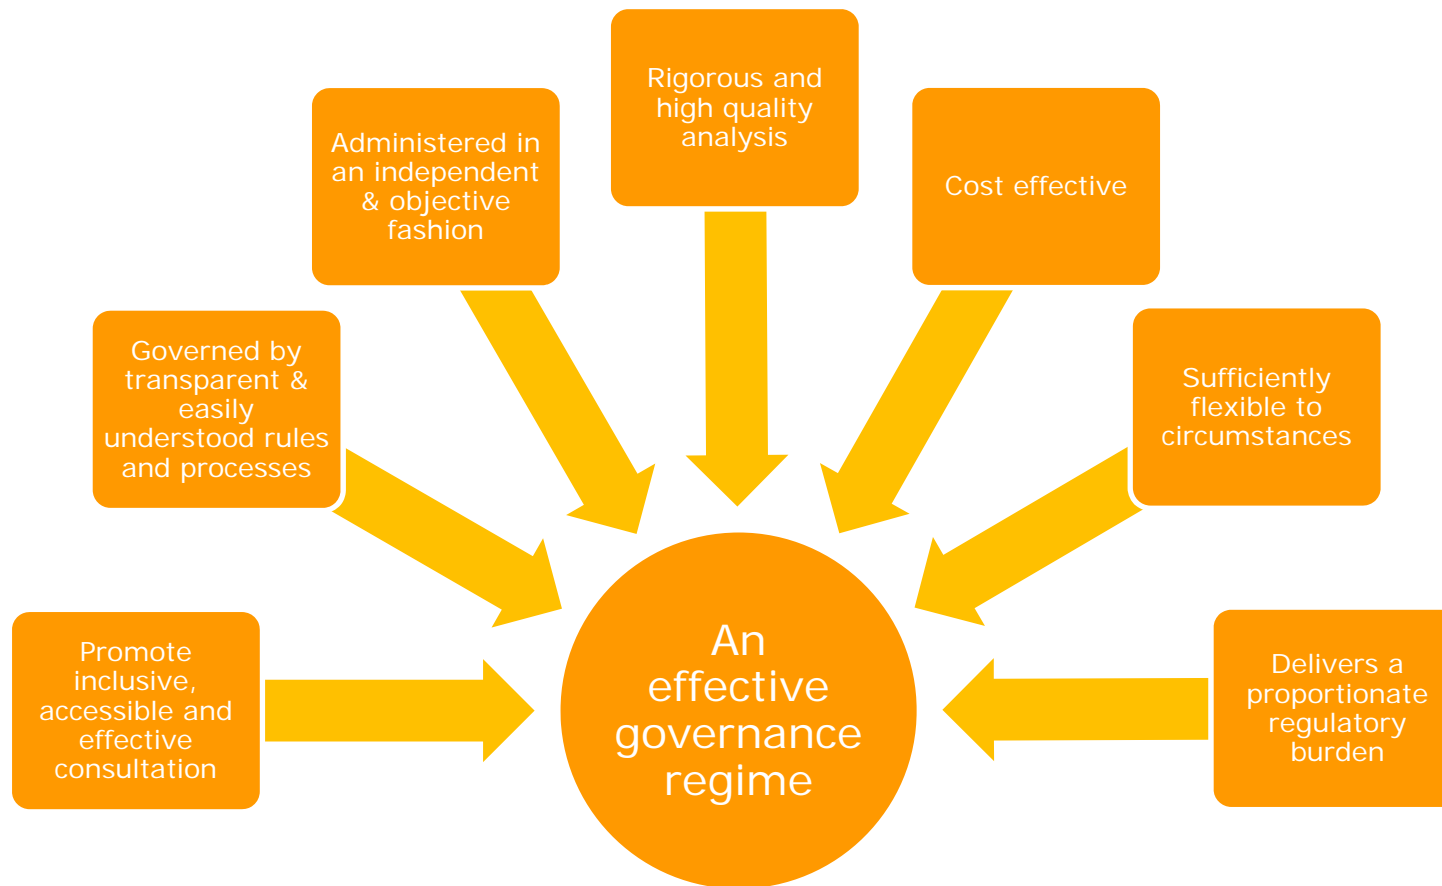 Rigorous and
high quality
analysis
Administered in
an independent
& objective
fashion
Cost effective
Governed by
transparent &
easily
understood rules
and processes
Sufficiently
flexible to
circumstances
Promote
inclusive,
accessible and
effective
consultation
An
effective
governance
regime
Delivers a
proportionate
regulatory
burden